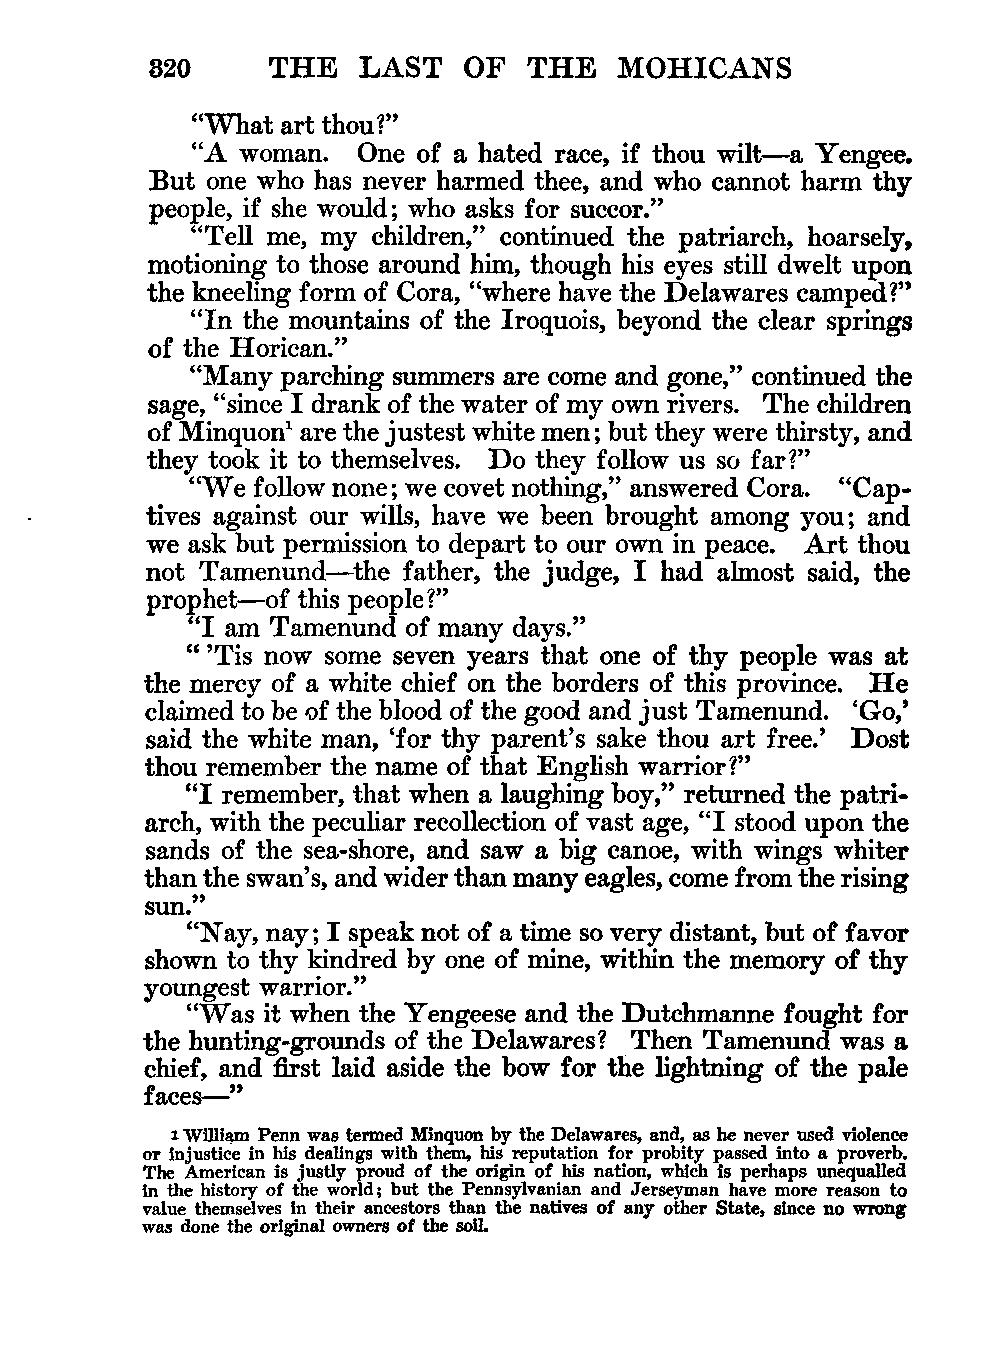 320 THE LAST OF THE MOHICANS
“What art thou?”
“A woman. One of a hated race, if thou wilt—a Yengee.
But one who has never harmed thee, and who cannot harm thy
people, if she would; who asks for succor.”
“Tell me, my children,” continued the patriarch, hoarsely,
motioning to those around him, though his eyes still dwelt upon
the kneeling form of Cora, “where have the Delawares camped?”
“In the mountains of the Iroquois, beyond the clear springs
of the Horican.”
“Many parching summers are come and gone,” continued the
sage, “since I drank of the water of my own rivers. The children
of Minquon¹ are the justest white men; but they were thirsty, and
they took it to themselves. Do they follow us so far?”
“We follow none; we covet nothing,” answered Cora. “Cap-
tives against our wills, have we been brought among you; and
we ask but permission to depart to our own in peace. Art thou
not Tamenund—the father, the judge, I had almost said, the
prophet—of this people?”
“I am Tamenund of many days.”
“ ’Tis now some seven years that one of thy people was at
the mercy of a white chief on the borders of this province. He
claimed to be of the blood of the good and just Tamenund. ‘Go,’
said the white man, ‘for thy parent’s sake thou art free.’ Dost
thou remember the name of that English warrior?”
“I remember, that when a laughing boy,” returned the patri-
arch, with the peculiar recollection of vast age, “I stood upon the
sands of the sea-shore, and saw a big canoe, with wings whiter
than the swan’s, and wider than many eagles, come from the rising
sun.”
“Nay, nay; I speak not of a time so very distant, but of favor
shown to thy kindred by one of mine, within the memory of thy
youngest warrior.”
“Was it when the Yengeese and the Dutchmanne fought for
the hunting-grounds of the Delawares? Then Tamenund was a
chief, and first laid aside the bow for the lightning of the pale
faces—”
1 William Penn was termed Minquon by the Delawares, and, as he never used violence
or injustice in his dealings with them, his reputation for probity passed into a proverb.
The American is justly proud of the origin of his nation, which is perhaps unequalled
in the history of the world; but the Pennsylvanian and Jerseyman have more reason to
value themselves in their ancestors than the natives of any other State, since no wrong
was done the original owners of the soil.